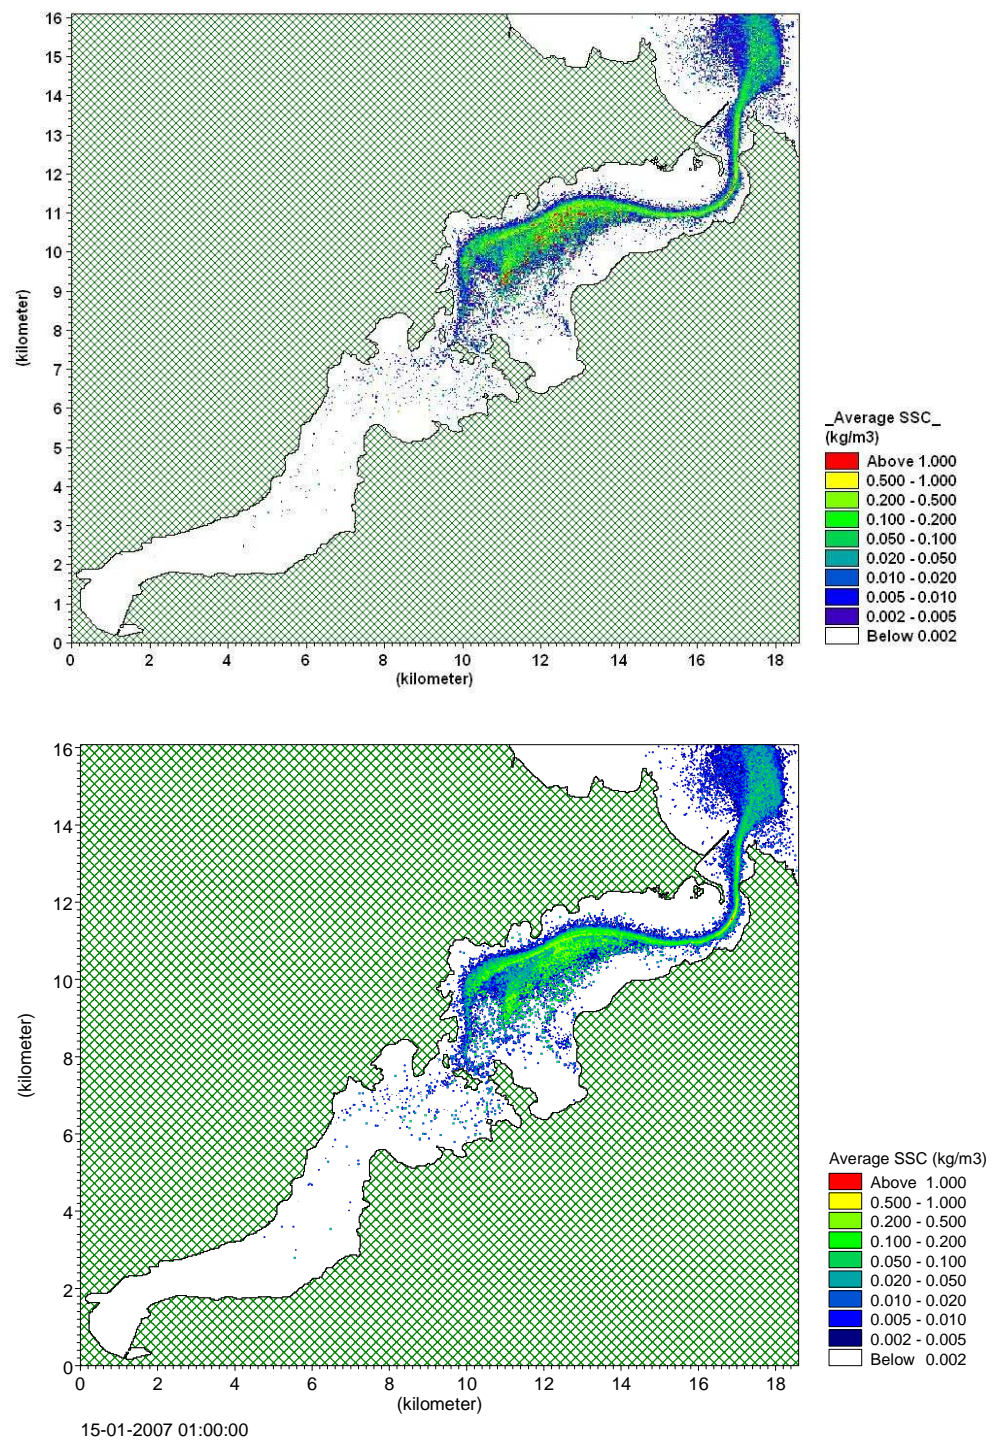 16
15
14
13
12
11
10
9
8
7
6
5
4
3
2
1
0
(kilometer)
0 2 4 6 8 10 12 14 16 18
(kilometer)
_Average SSC_
(kg/m3)
Above 1.000
0.500 - 1.000
0.200 - 0.500
0.100 - 0.200
0.050 - 0.100
0.020 - 0.050
0.010 - 0.020
0.005 - 0.010
0.002 - 0.005
Below 0.002
16
14
12
10
8
6
4
2
0
(kilometer)
0 2 4 6 8 10 12 14 16 18
(kilometer)
Average SSC (kg/m3)
Above 1.000
0.500 - 1.000
0.200 - 0.500
0.100 - 0.200
0.050 - 0.100
0.020 - 0.050
0.010 - 0.020
0.005 - 0.010
0.002 - 0.005
Below 0.002
15-01-2007 01:00:00